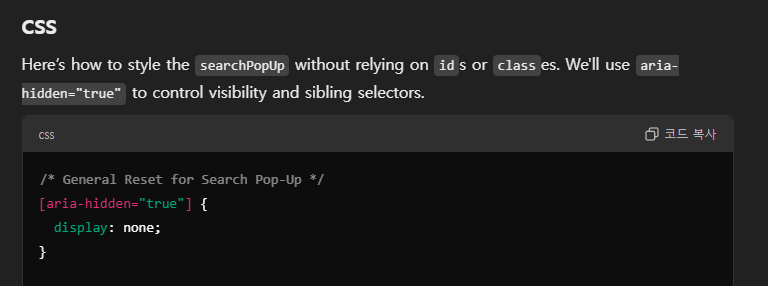 CSS
Here's how to style the searchPopUp without relying on ids or classes. We'll use aria-
hidden="true" to control visibility and sibling selectors.
css 코드 복사
/* General Reset for Search Pop-Up */
[aria-hidden="true"] {
  display: none;
}